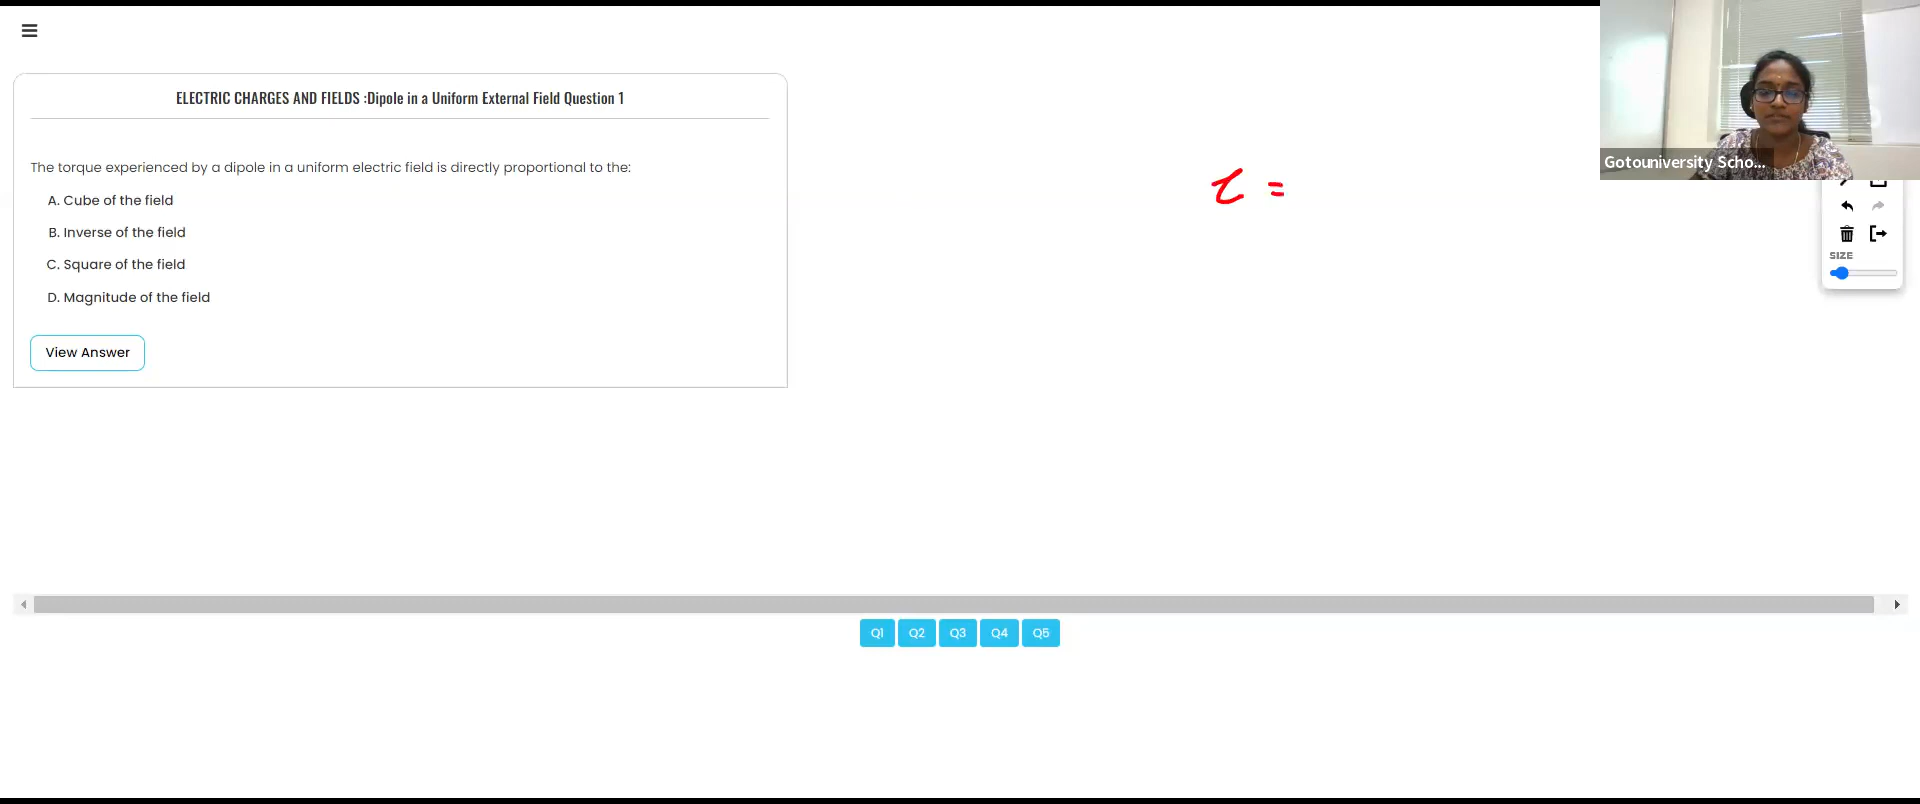 ELECTRIC CHARGES AND FIELDS :Dipole in a Uniform External Field Question 1
The torque experienced by a dipole in a uniform electric field is directly proportional to the:
A. Cube of the field
B. Inverse of the field
C. Square of the field
D. Magnitude of the field
View Answer
τ =
Gotouniversity Scho...
SIZE
Q1 Q2 Q3 Q4 Q5